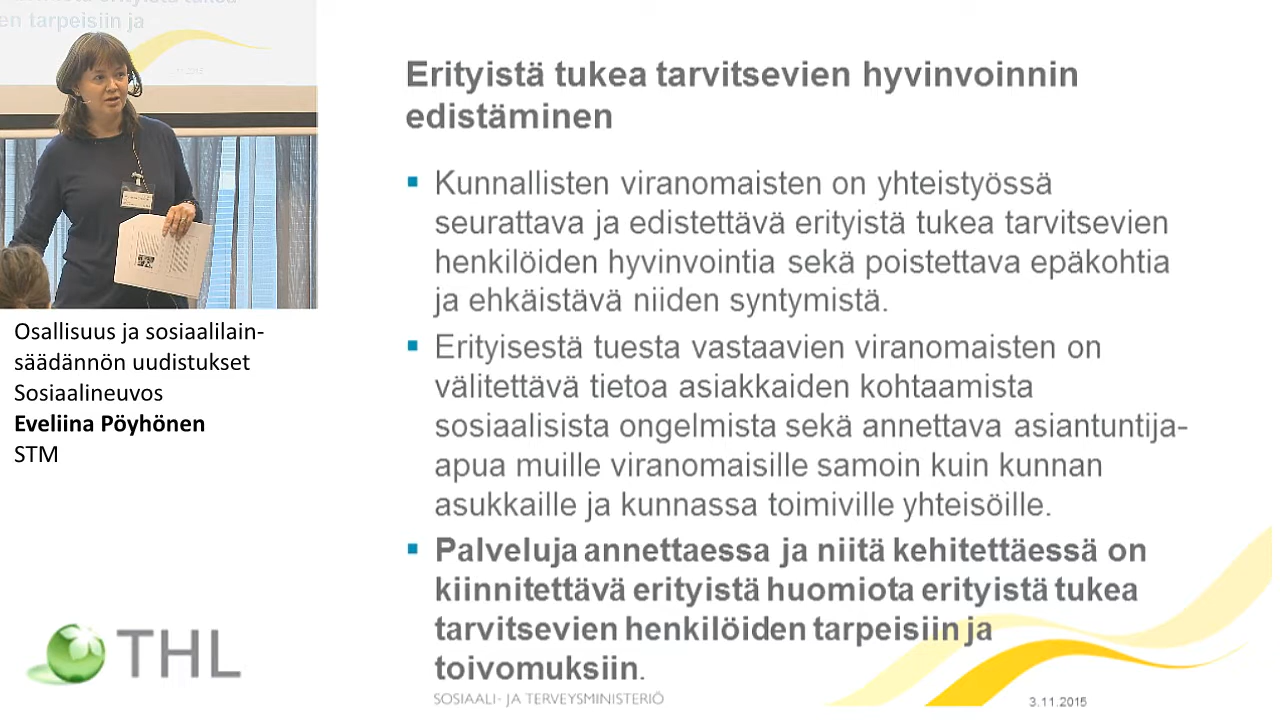 en tarpeisiin ja
Osallisuus ja sosiaalilain-
säädännön uudistukset
Sosiaalineuvos
Eveliina Pöyhönen
STM
THL
Erityistä tukea tarvitsevien hyvinvoinnin
edistäminen
▪ Kunnallisten viranomaisten on yhteistyössä
seurattava ja edistettävä erityistä tukea tarvitsevien
henkilöiden hyvinvointia sekä poistettava epäkohtia
ja ehkäistävä niiden syntymistä.
▪ Erityisestä tuesta vastaavien viranomaisten on
välitettävä tietoa asiakkaiden kohtaamista
sosiaalisista ongelmista sekä annettava asiantuntija-
apua muille viranomaisille samoin kuin kunnan
asukkaille ja kunnassa toimiville yhteisöille.
▪ Palveluja annettaessa ja niitä kehitettäessä on
kiinnitettävä erityistä huomiota erityistä tukea
tarvitsevien henkilöiden tarpeisiin ja
toivomuksiin.
SOSIAALI- JA TERVEYSMINISTERIÖ
3.11.2015